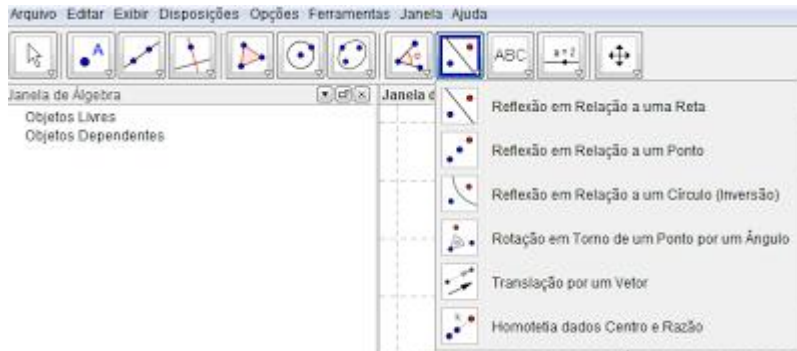 Arquivo Editar Exibir Disposições Opções Ferramentas Janela Ajuda
A
ABC
a=2
Janela de Álgebra
Objetos Livres
Objetos Dependentes
Janela d
Reflexão em Relação a uma Reta
Reflexão em Relação a um Ponto
Reflexão em Relação a um Círculo (Inversão)
Rotação em Torno de um Ponto por um Ângulo
Translação por um Vetor
Homotetia dados Centro e Razão